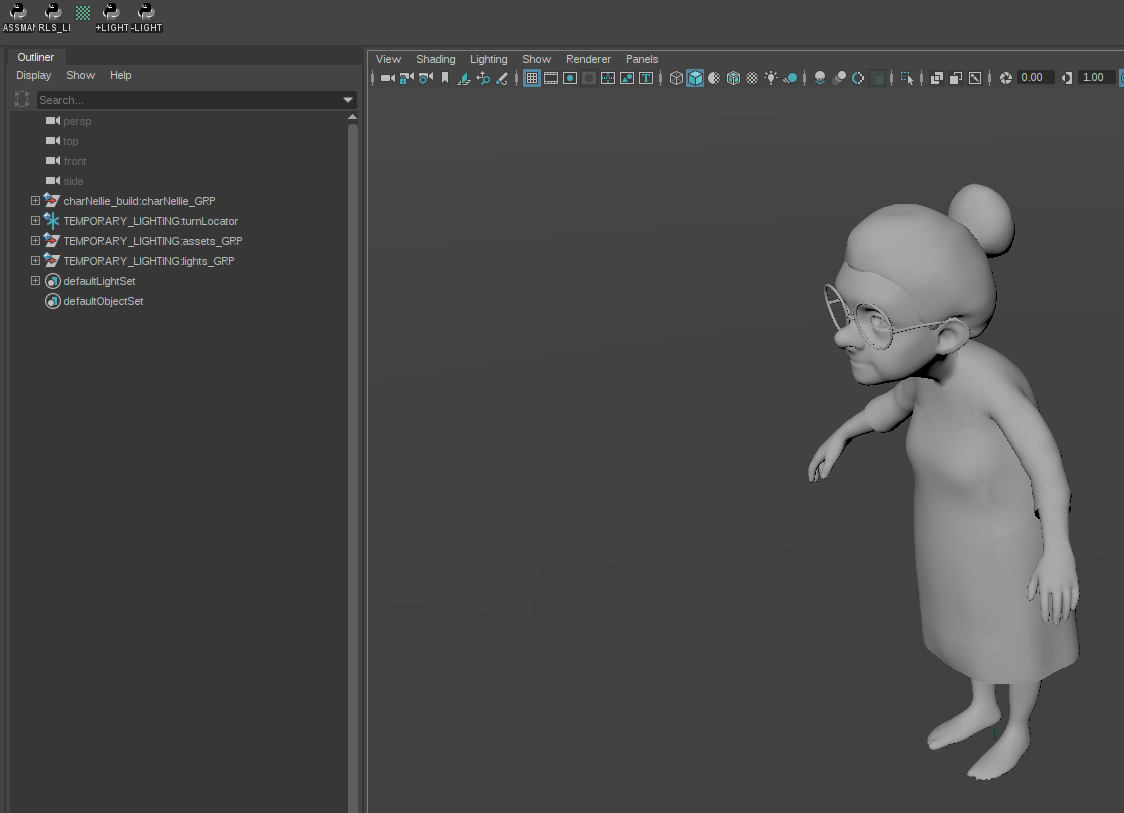 ASSMAN RLS_LI +LIGHT -LIGHT
Outliner
Display Show Help
Search...
persp
top
front
side
charNellie_build:charNellie_GRP
TEMPORARY_LIGHTING:turnLocator
TEMPORARY_LIGHTING:assets_GRP
TEMPORARY_LIGHTING:lights_GRP
defaultLightSet
defaultObjectSet
View Shading Lighting Show Renderer Panels
0.00 1.00